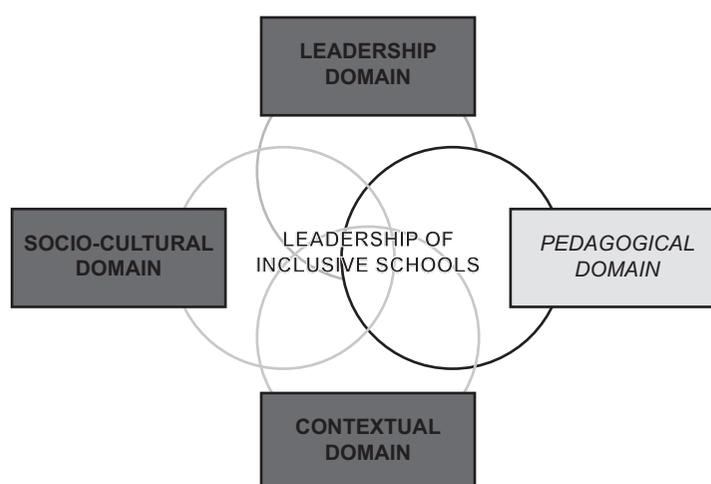 LEADERSHIP
DOMAIN
SOCIO-CULTURAL
DOMAIN
LEADERSHIP OF
INCLUSIVE SCHOOLS
PEDAGOGICAL
DOMAIN
CONTEXTUAL
DOMAIN